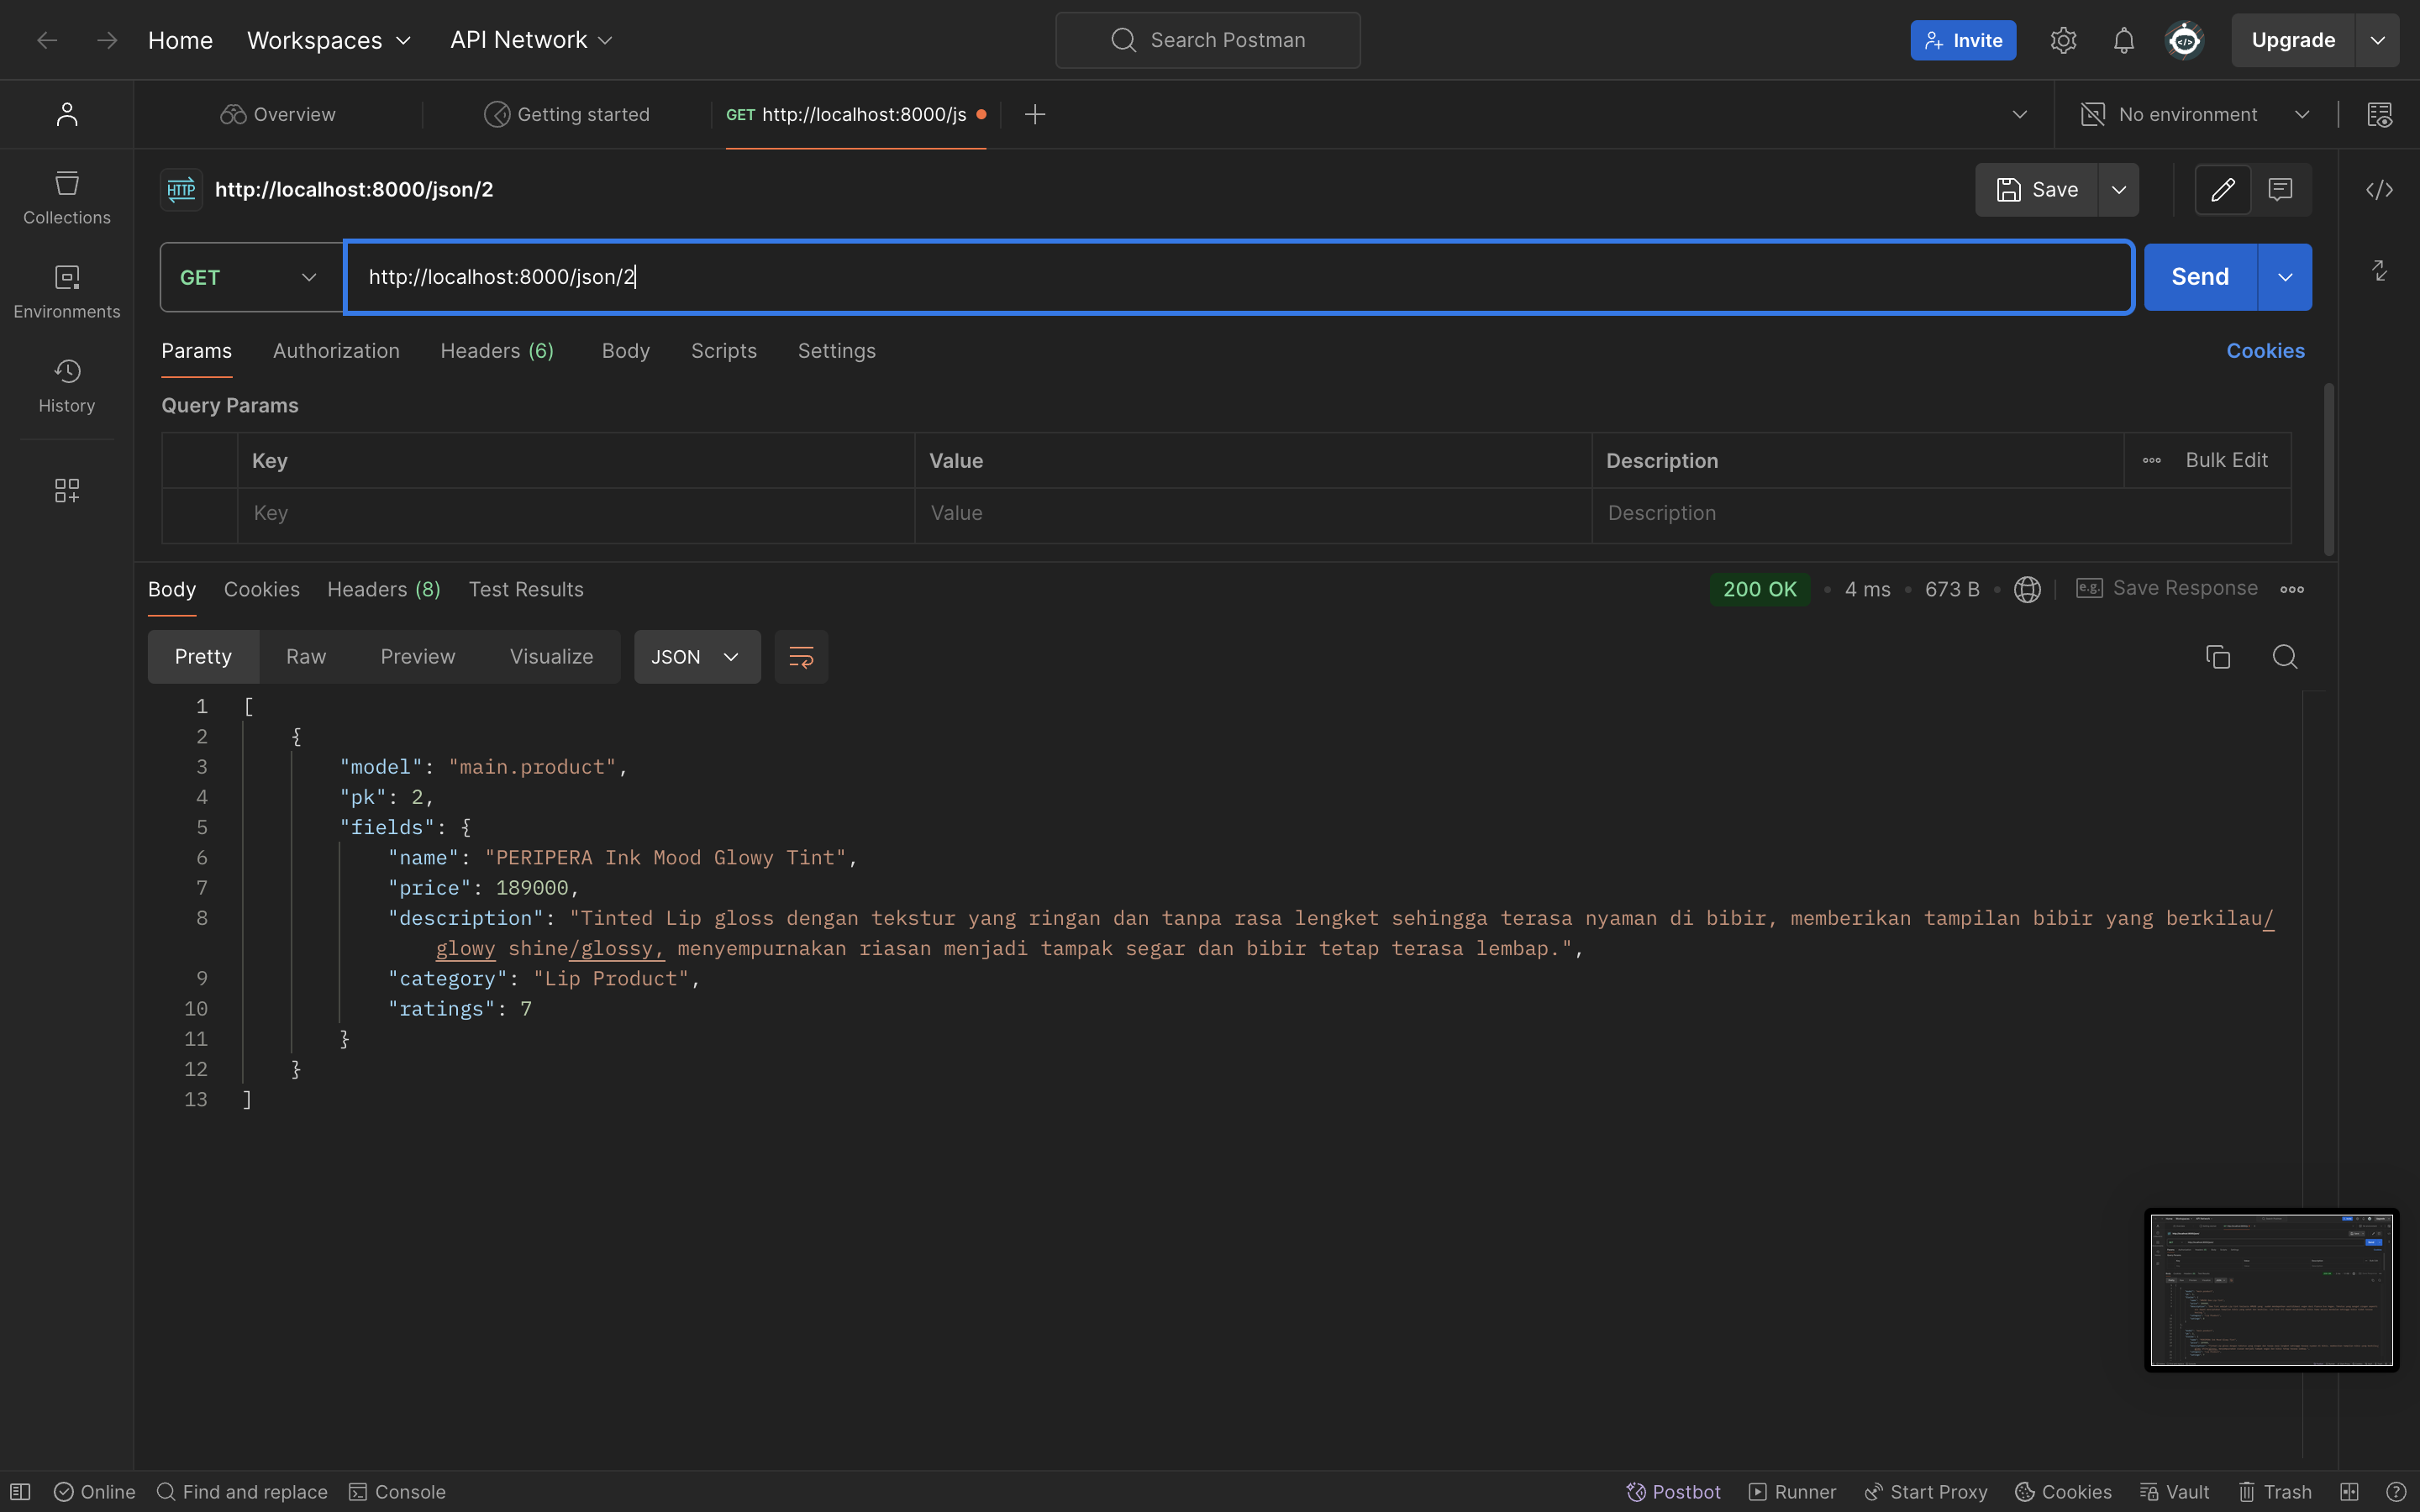 Home Workspaces API Network Search Postman Invite Upgrade
Overview Getting started GET http://localhost:8000/js No environment
HTTP http://localhost:8000/json/2 Save
Collections
GET http://localhost:8000/json/2 Send
Environments
Params Authorization Headers (6) Body Scripts Settings Cookies
History
Query Params
Key Value Description Bulk Edit
Key Value Description
Body Cookies Headers (8) Test Results 200 OK • 4 ms • 673 B • e.g. Save Response
Pretty Raw Preview Visualize JSON
1 [
2 {
3 "model": "main.product",
4 "pk": 2,
5 "fields": {
6 "name": "PERIPERA Ink Mood Glowy Tint",
7 "price": 189000,
8 "description": "Tinted Lip gloss dengan tekstur yang ringan dan tanpa rasa lengket sehingga terasa nyaman di bibir, memberikan tampilan bibir yang berkilau/
glowy shine/glossy, menyempurnakan riasan menjadi tampak segar dan bibir tetap terasa lembap.",
9 "category": "Lip Product",
10 "ratings": 7
11 }
12 }
13 ]
Online Find and replace Console Postbot Runner Start Proxy Cookies Vault Trash